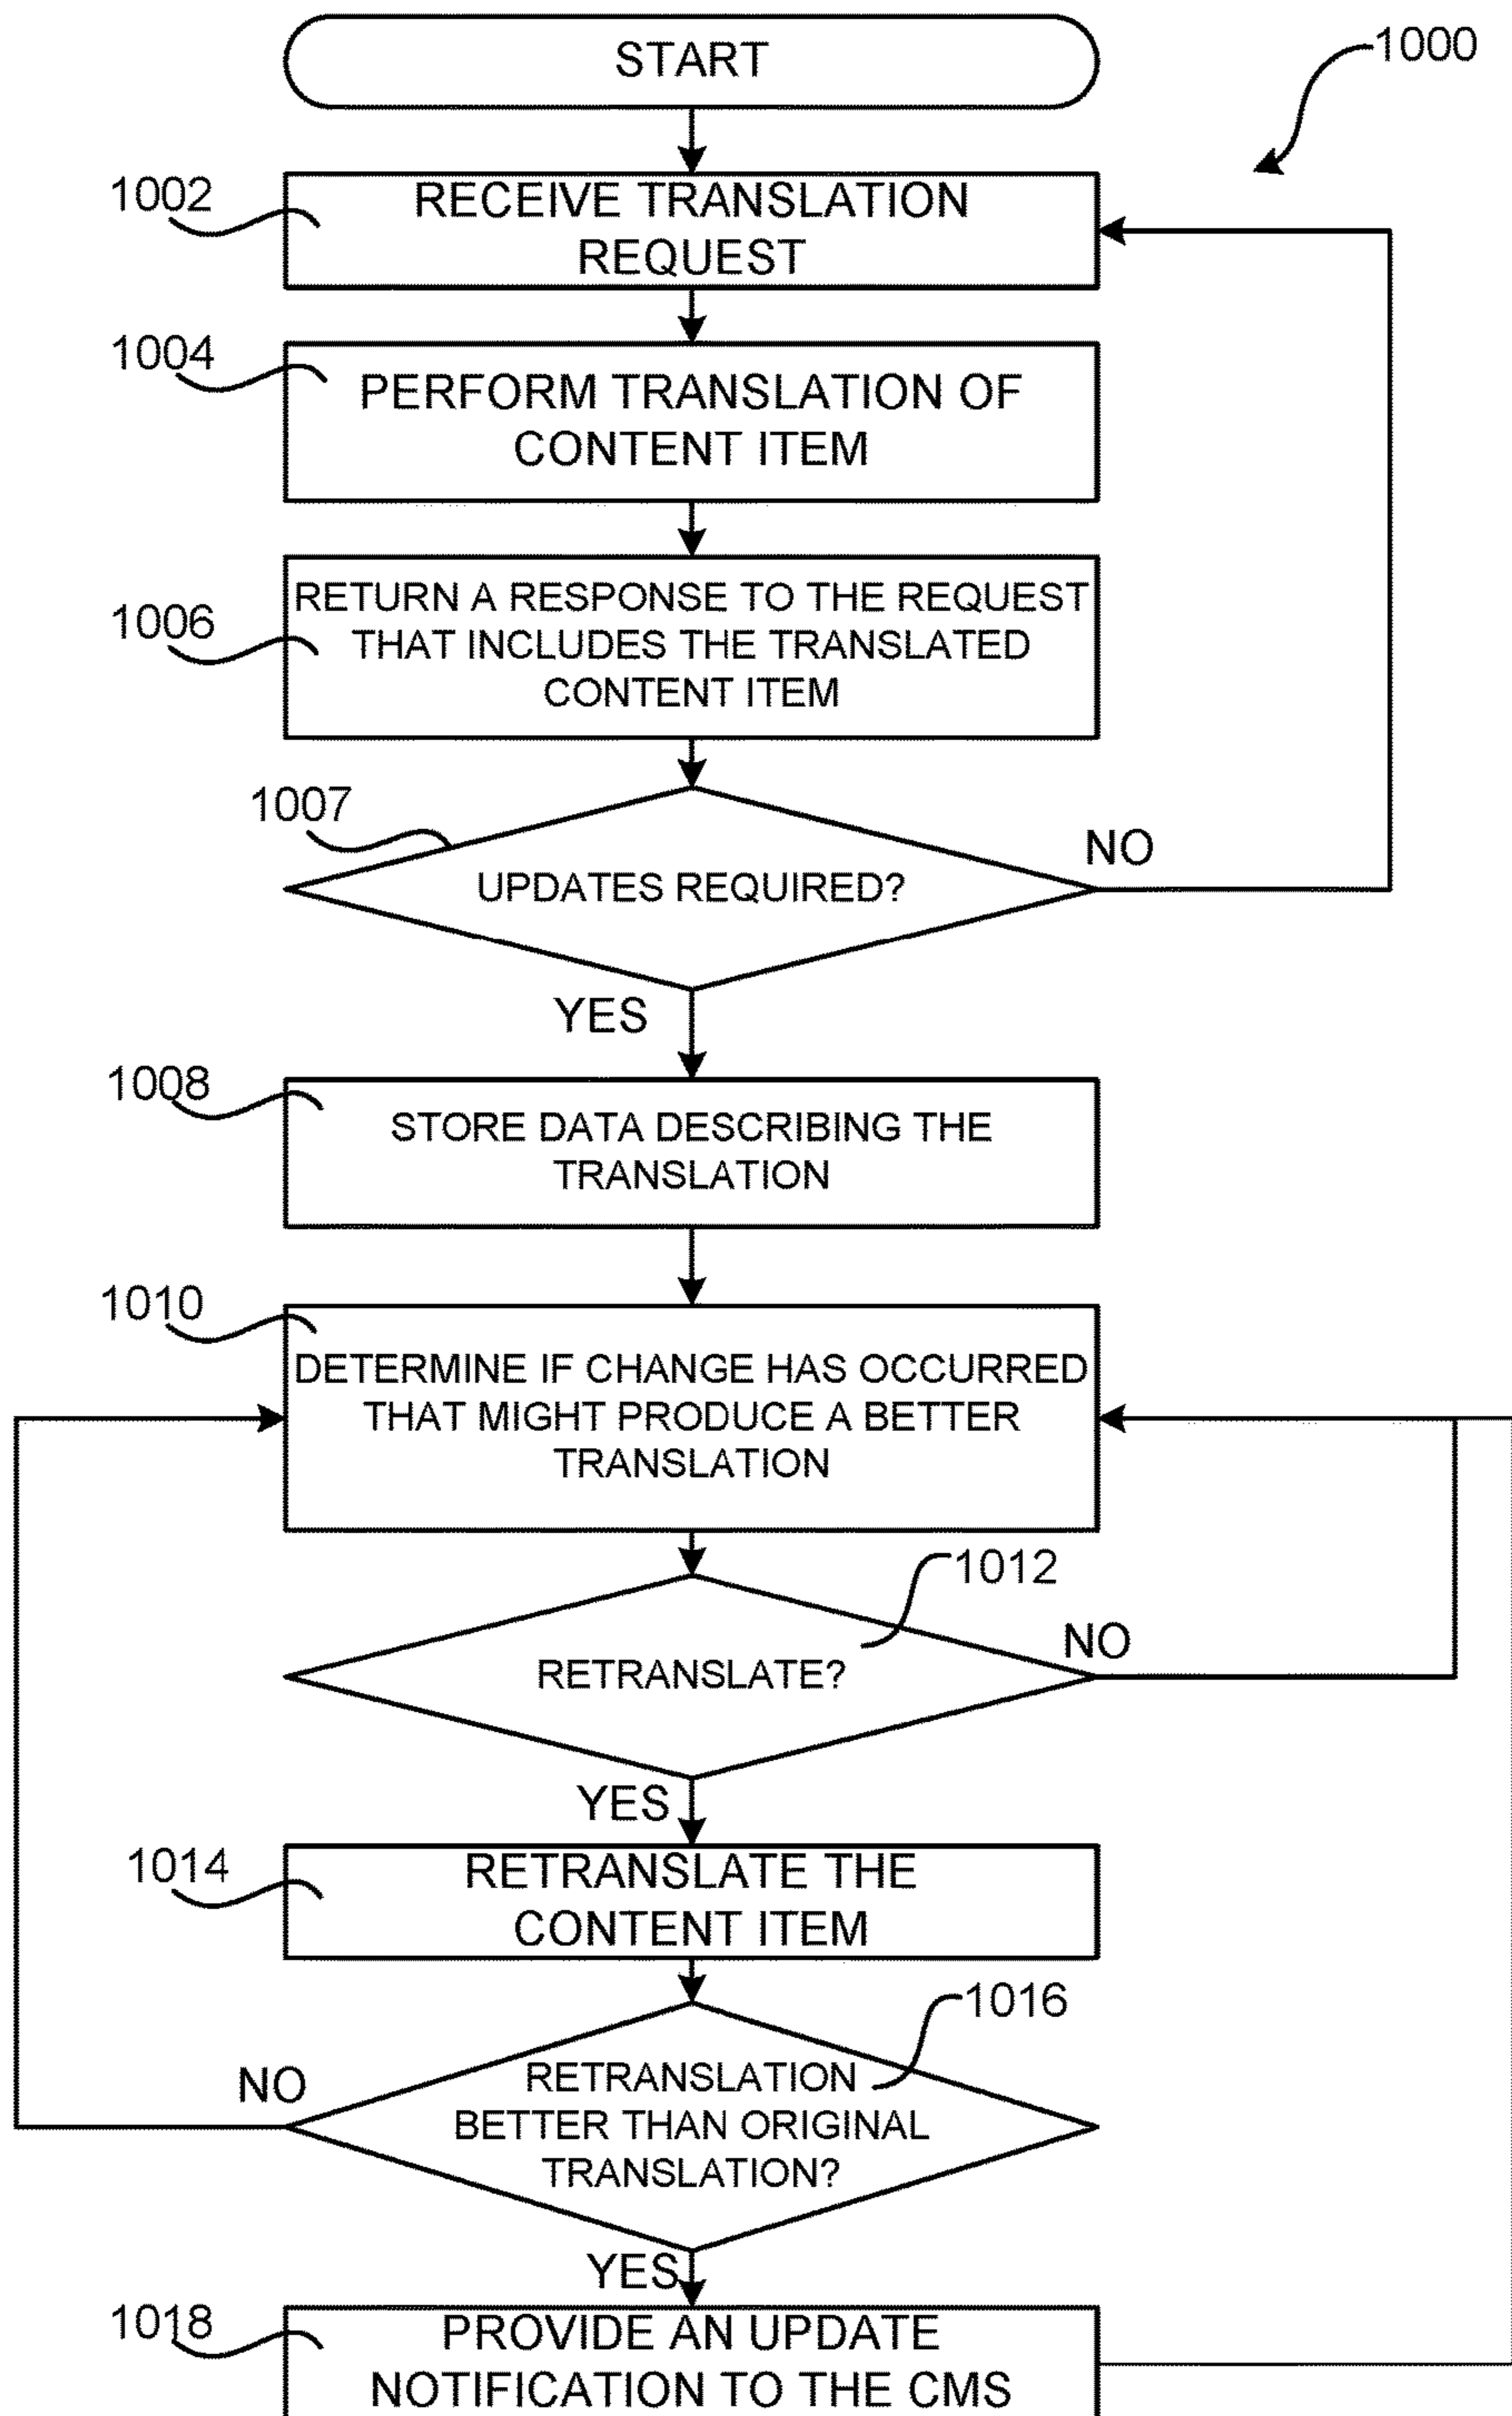 START
1000
1002
RECEIVE TRANSLATION
REQUEST
1004
PERFORM TRANSLATION OF
CONTENT ITEM
1006
RETURN A RESPONSE TO THE REQUEST
THAT INCLUDES THE TRANSLATED
CONTENT ITEM
1007
UPDATES REQUIRED?
NO
YES
1008
STORE DATA DESCRIBING THE
TRANSLATION
1010
DETERMINE IF CHANGE HAS OCCURRED
THAT MIGHT PRODUCE A BETTER
TRANSLATION
1012
RETRANSLATE?
NO
YES
1014
RETRANSLATE THE
CONTENT ITEM
1016
RETRANSLATION
BETTER THAN ORIGINAL
TRANSLATION?
NO
YES
1018
PROVIDE AN UPDATE
NOTIFICATION TO THE CMS